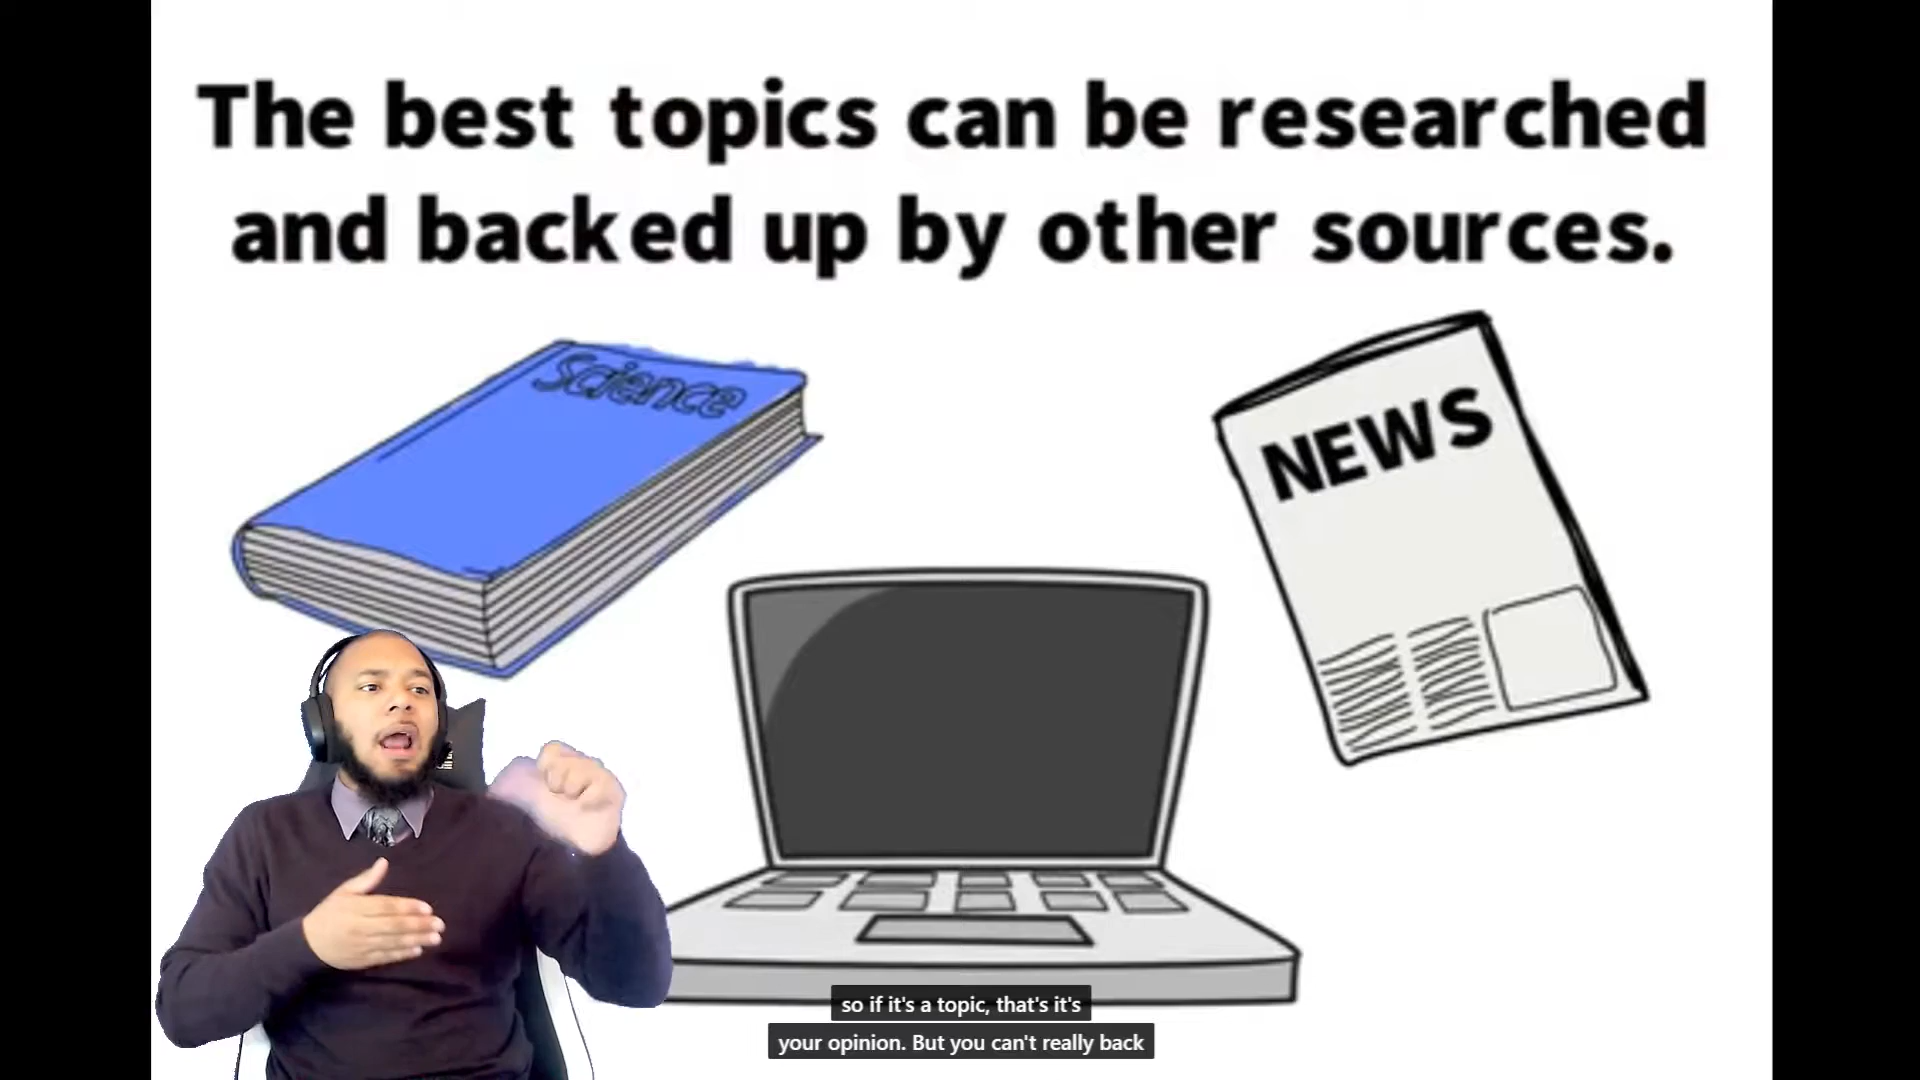 The best topics can be researched
and backed up by other sources.
Science
NEWS
so if it's a topic, that's it's
your opinion. But you can't really back